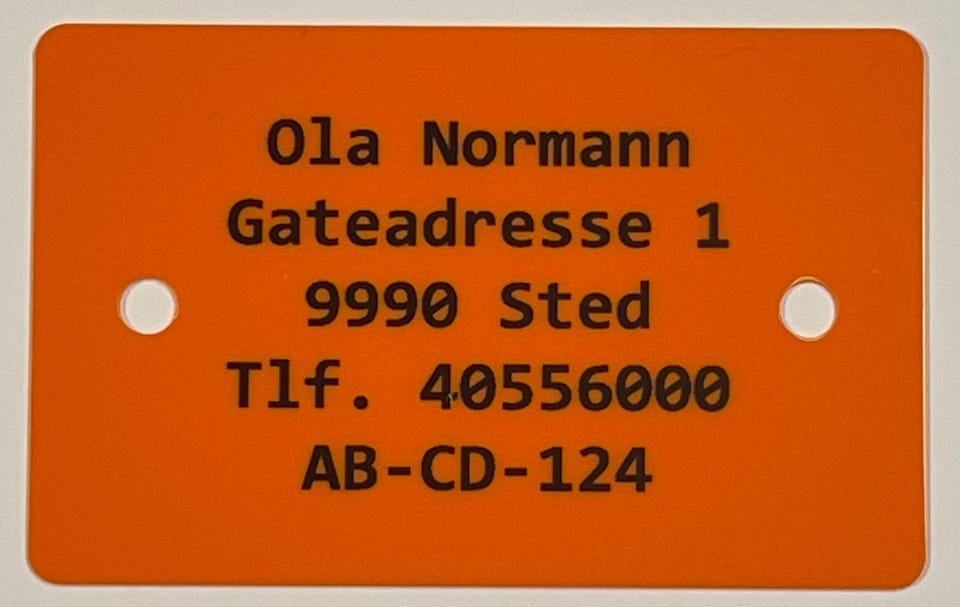 Ola Normann
Gateadresse 1
9990 Sted
Tlf. 40556000
AB-CD-124